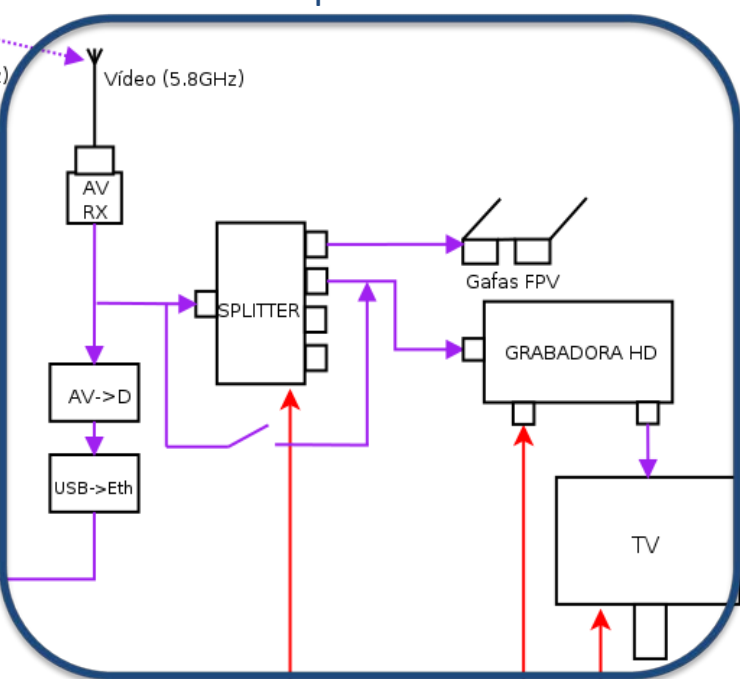 Vídeo (5.8GHz)
AV
RX
SPLITTER
Gafas FPV
GRABADORA HD
AV->D
USB->Eth
TV